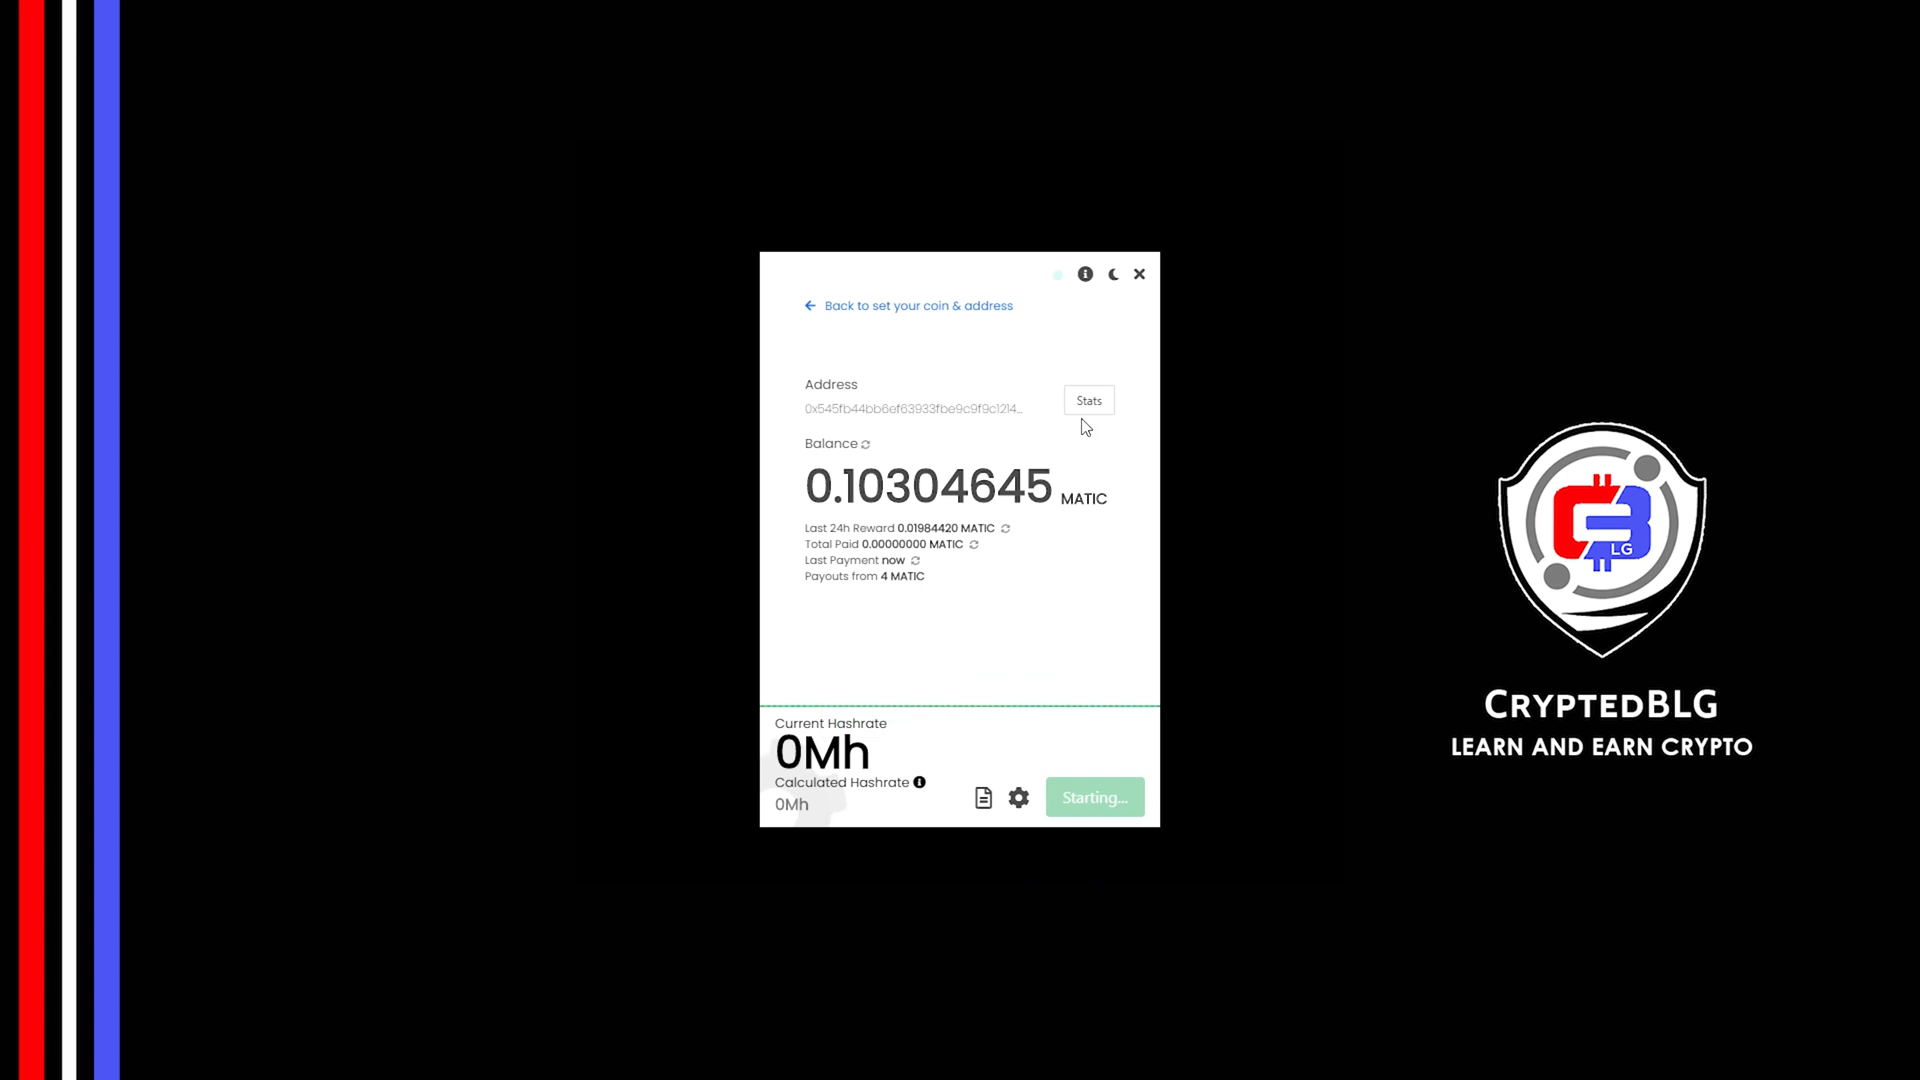 Back to set your coin & address
Address
0x545fb44bb6ef63933fbe9c9f9c1214...
Stats
Balance
0.10304645 MATIC
Last 24h Reward 0.01984420 MATIC
Total Paid 0.00000000 MATIC
Last Payment now
Payouts from 4 MATIC
Current Hashrate
0Mh
Calculated Hashrate
0Mh
Starting...
CB
LG
CRYPTEDBLG
LEARN AND EARN CRYPTO